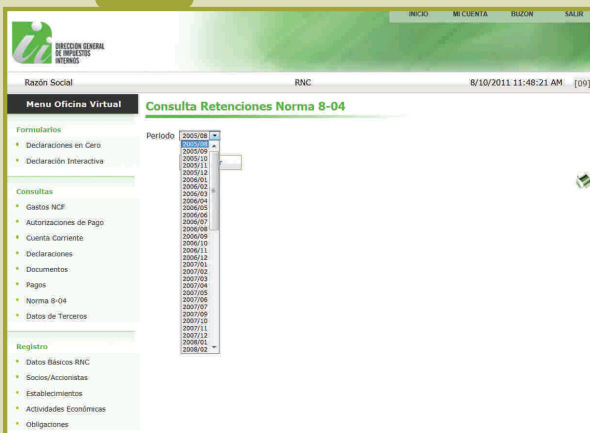 INICIO MI CUENTA BUZON SALIR
DIRECCION GENERAL
DE IMPUESTOS
INTERNOS
Razón Social RNC 8/10/2011 11:48:21 AM [09]
Menu Oficina Virtual
Consulta Retenciones Norma 8-04
Formularios
Declaraciones en Cero
Declaración Interactiva
Consultas
Gastos NCF
Autorizaciones de Pago
Cuenta Corriente
Declaraciones
Documentos
Pagos
Norma 8-04
Datos de Terceros
Registro
Datos Básicos RNC
Socios/Accionistas
Establecimientos
Actividades Económicas
Obligaciones
Periodo 2005/08
2005/08
2005/09
2005/10
2005/11
2005/12
2006/01
2006/02
2006/03
2006/04
2006/05
2006/06
2006/07
2006/08
2006/09
2006/10
2006/11
2006/12
2007/01
2007/02
2007/03
2007/04
2007/05
2007/06
2007/07
2007/09
2007/10
2007/11
2007/12
2008/01
2008/02